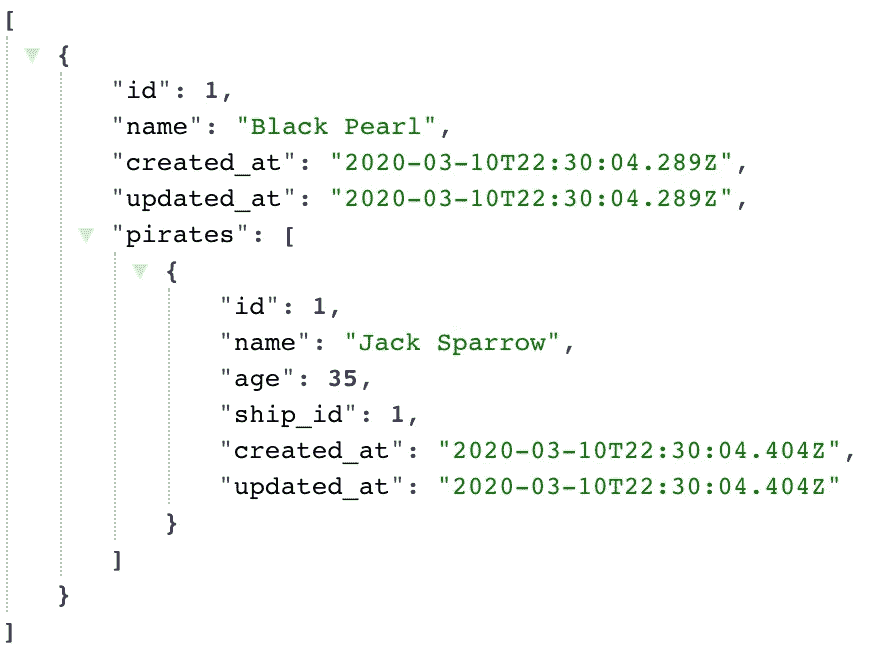 [
{
"id": 1,
"name": "Black Pearl",
"created_at": "2020-03-10T22:30:04.289Z",
"updated_at": "2020-03-10T22:30:04.289Z",
"pirates": [
{
"id": 1,
"name": "Jack Sparrow",
"age": 35,
"ship_id": 1,
"created_at": "2020-03-10T22:30:04.404Z",
"updated_at": "2020-03-10T22:30:04.404Z"
}
]
}
]